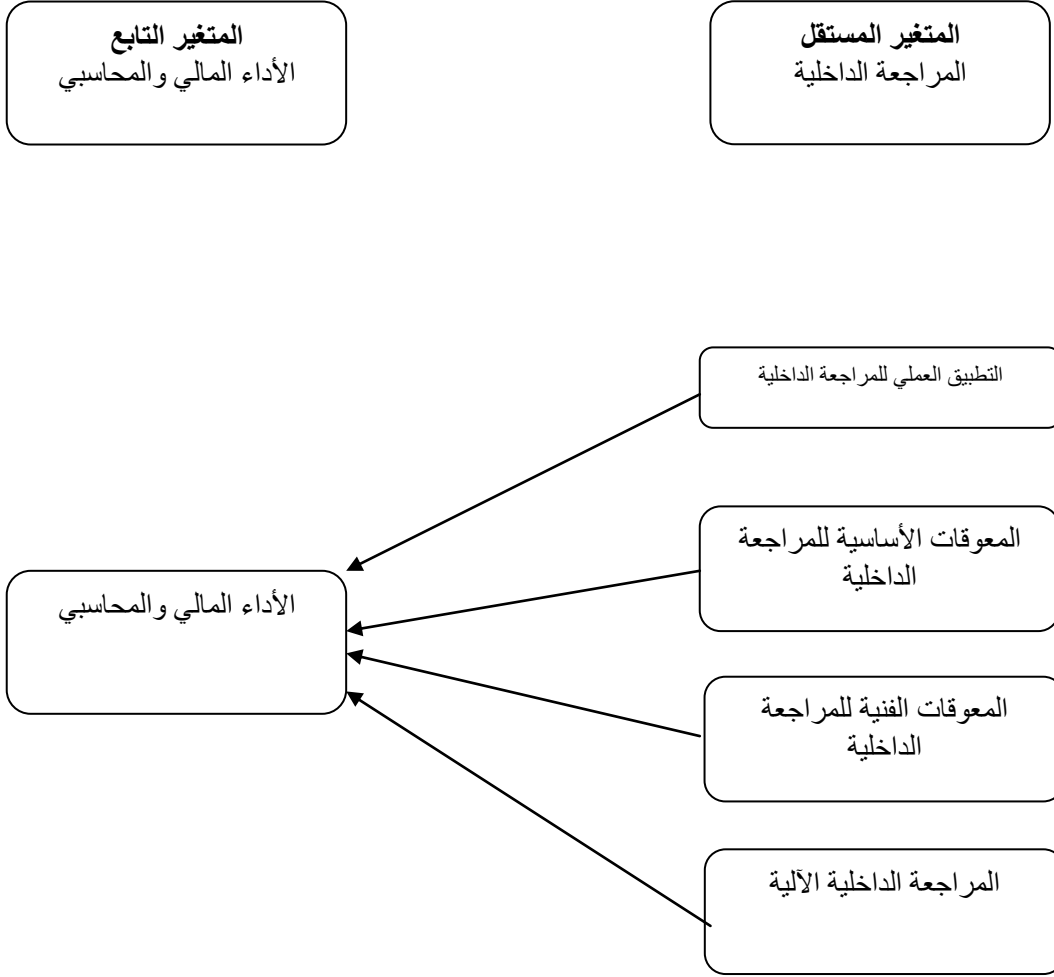 المتغير المستقل
المراجعة الداخلية
المتغير التابع
الأداء المالي والمحاسبي
التطبيق العملي للمراجعة الداخلية
المعوقات الأساسية للمراجعة
الداخلية
الأداء المالي والمحاسبي
المعوقات الفنية للمراجعة
الداخلية
المراجعة الداخلية الآلية